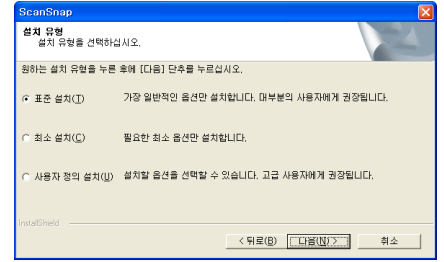 ScanSnap
설치 유형
설치 유형을 선택하십시오.
원하는 설치 유형을 누른 후에 [다음] 단추를 누르십시오.
표준 설치(T) 가장 일반적인 옵션만 설치합니다. 대부분의 사용자에게 권장됩니다.
최소 설치(C) 필요한 최소 옵션만 설치합니다.
사용자 정의 설치(U) 설치할 옵션을 선택할 수 있습니다. 고급 사용자에게 권장됩니다.
InstallShield
< 뒤로(B) 다음(N) > 취소